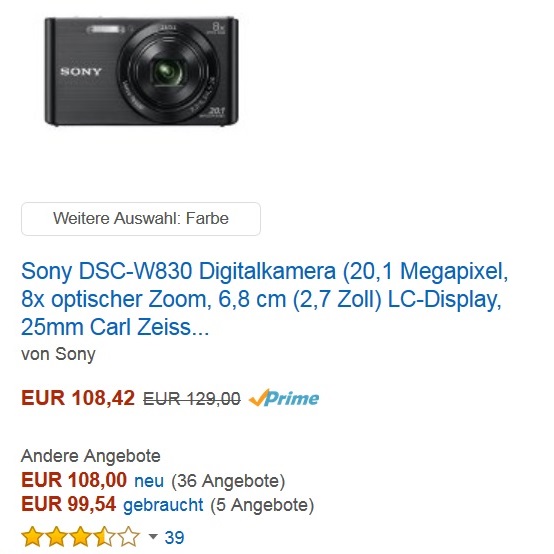 ZEISS
8x
SONY
20.1
Weitere Auswahl: Farbe
Sony DSC-W830 Digitalkamera (20,1 Megapixel,
8x optischer Zoom, 6,8 cm (2,7 Zoll) LC-Display,
25mm Carl Zeiss...
von Sony
EUR 108,42 EUR 129,00 Prime
Andere Angebote
EUR 108,00 neu (36 Angebote)
EUR 99,54 gebraucht (5 Angebote)
39